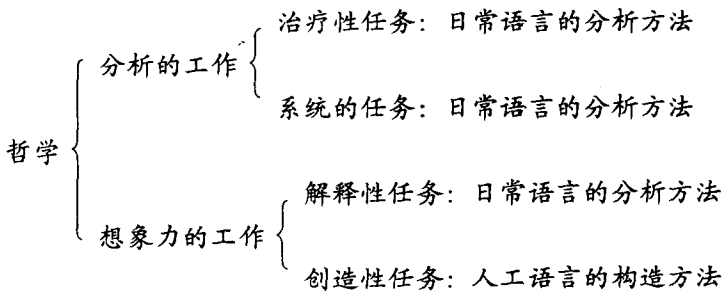 治疗性任务：日常语言的分析方法
分析的工作
系统的任务：日常语言的分析方法
哲学
解释性任务：日常语言的分析方法
想象力的工作
创造性任务：人工语言的构造方法